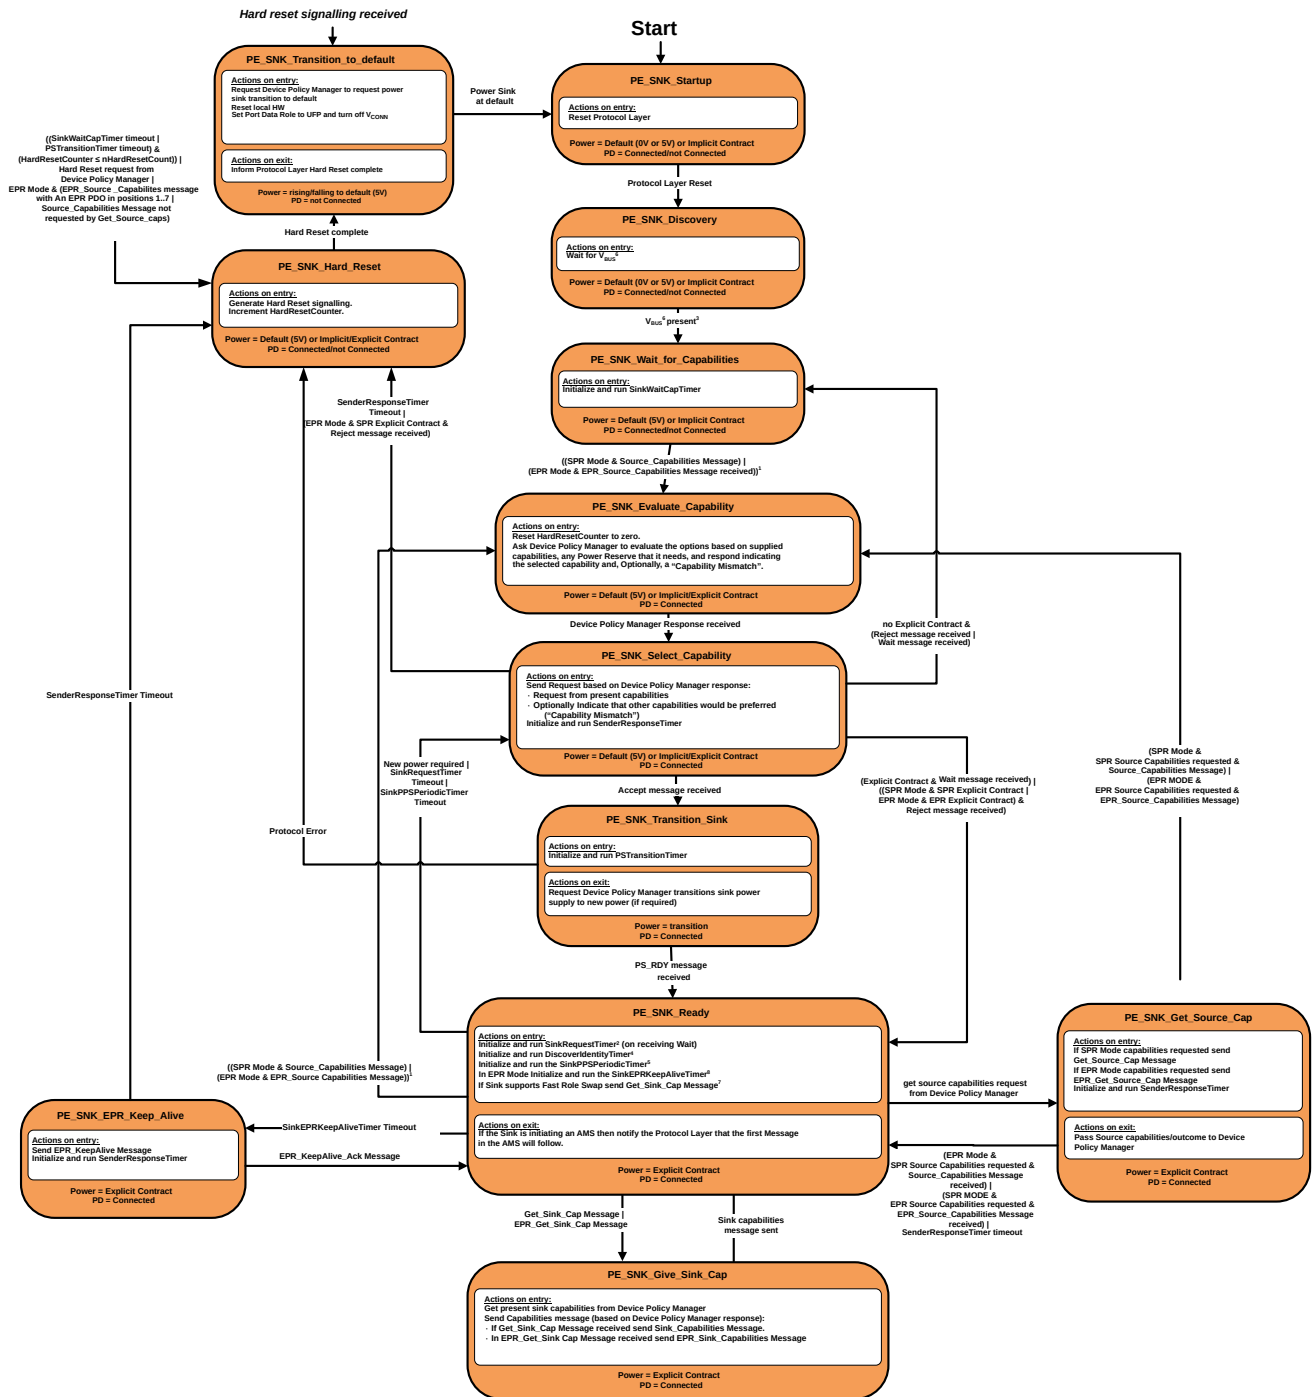 Hard reset signalling received
Start
PE_SNK_Transition_to_default
Actions on entry:
Request Device Policy Manager to request power
sink transition to default
Reset local HW
Set Port Data Role to UFP and turn off VCONN
Actions on exit:
Inform Protocol Layer Hard Reset complete
Power = rising/falling to default (5V)
PD = not Connected
Power Sink
at default
PE_SNK_Startup
Actions on entry:
Reset Protocol Layer
Power = Default (0V or 5V) or Implicit Contract
PD = Connected/not Connected
Protocol Layer Reset
((SinkWaitCapTimer timeout |
PSTransitionTimer timeout) &
(HardResetCounter ≤ nHardResetCount)) |
Hard Reset request from
Device Policy Manager |
EPR Mode & (EPR_Source _Capabilites message
with An EPR PDO in positions 1..7 |
Source_Capabilities Message not
requested by Get_Source_caps)
Hard Reset complete
PE_SNK_Discovery
Actions on entry:
Wait for VBUS⁶
Power = Default (0V or 5V) or Implicit Contract
PD = Connected/not Connected
VBUS⁶ present³
PE_SNK_Hard_Reset
Actions on entry:
Generate Hard Reset signalling.
Increment HardResetCounter.
Power = Default (5V) or Implicit/Explicit Contract
PD = Connected/not Connected
PE_SNK_Wait_for_Capabilities
Actions on entry:
Initialize and run SinkWaitCapTimer
Power = Default (5V) or Implicit Contract
PD = Connected/not Connected
SenderResponseTimer
Timeout |
(EPR Mode & SPR Explicit Contract &
Reject message received)
((SPR Mode & Source_Capabilities Message) |
(EPR Mode & EPR_Source_Capabilities Message received))¹
PE_SNK_Evaluate_Capability
Actions on entry:
Reset HardResetCounter to zero.
Ask Device Policy Manager to evaluate the options based on supplied
capabilities, any Power Reserve that it needs, and respond indicating
the selected capability and, Optionally, a “Capability Mismatch”.
Power = Default (5V) or Implicit/Explicit Contract
PD = Connected
Device Policy Manager Response received
no Explicit Contract &
(Reject message received |
Wait message received)
PE_SNK_Select_Capability
Actions on entry:
Send Request based on Device Policy Manager response:
· Request from present capabilities
· Optionally Indicate that other capabilities would be preferred
(“Capability Mismatch”)
Initialize and run SenderResponseTimer
Power = Default (5V) or Implicit/Explicit Contract
PD = Connected
SenderResponseTimer Timeout
New power required |
SinkRequestTimer
Timeout |
SinkPPSPeriodicTimer
Timeout
Accept message received
(Explicit Contract & Wait message received) |
((SPR Mode & SPR Explicit Contract |
EPR Mode & EPR Explicit Contract) &
Reject message received)
(SPR Mode &
SPR Source Capabilities requested &
Source_Capabilities Message) |
(EPR MODE &
EPR Source Capabilities requested &
EPR_Source_Capabilities Message)
Protocol Error
PE_SNK_Transition_Sink
Actions on entry:
Initialize and run PSTransitionTimer
Actions on exit:
Request Device Policy Manager transitions sink power
supply to new power (if required)
Power = transition
PD = Connected
PS_RDY message
received
PE_SNK_Ready
Actions on entry:
Initialize and run SinkRequestTimer² (on receiving Wait)
Initialize and run DiscoverIdentityTimer⁴
Initialize and run the SinkPPSPeriodicTimer⁵
In EPR Mode Initialize and run the SinkEPRKeepAliveTimer⁸
If Sink supports Fast Role Swap send Get_Sink_Cap Message⁷
Actions on exit:
If the Sink is initiating an AMS then notify the Protocol Layer that the first Message
in the AMS will follow.
Power = Explicit Contract
PD = Connected
((SPR Mode & Source_Capabilities Message) |
(EPR Mode & EPR_Source Capabilities Message))¹
get source capabilities request
from Device Policy Manager
PE_SNK_Get_Source_Cap
Actions on entry:
If SPR Mode capabilities requested send
Get_Source_Cap Message
If EPR Mode capabilities requested send
EPR_Get_Source_Cap Message
Initialize and run SenderResponseTimer
Actions on exit:
Pass Source capabilities/outcome to Device
Policy Manager
Power = Explicit Contract
PD = Connected
PE_SNK_EPR_Keep_Alive
Actions on entry:
Send EPR_KeepAlive Message
Initialize and run SenderResponseTimer
Power = Explicit Contract
PD = Connected
SinkEPRKeepAliveTimer Timeout
EPR_KeepAlive_Ack Message
(EPR Mode &
SPR Source Capabilities requested &
Source_Capabilities Message
received) |
(SPR MODE &
EPR Source Capabilities requested &
EPR_Source_Capabilities Message
received) |
SenderResponseTimer timeout
Get_Sink_Cap Message |
EPR_Get_Sink_Cap Message
Sink capabilities
message sent
PE_SNK_Give_Sink_Cap
Actions on entry:
Get present sink capabilities from Device Policy Manager
Send Capabilities message (based on Device Policy Manager response):
· If Get_Sink_Cap Message received send Sink_Capabilities Message.
· In EPR_Get_Sink Cap Message received send EPR_Sink_Capabilities Message
Power = Explicit Contract
PD = Connected